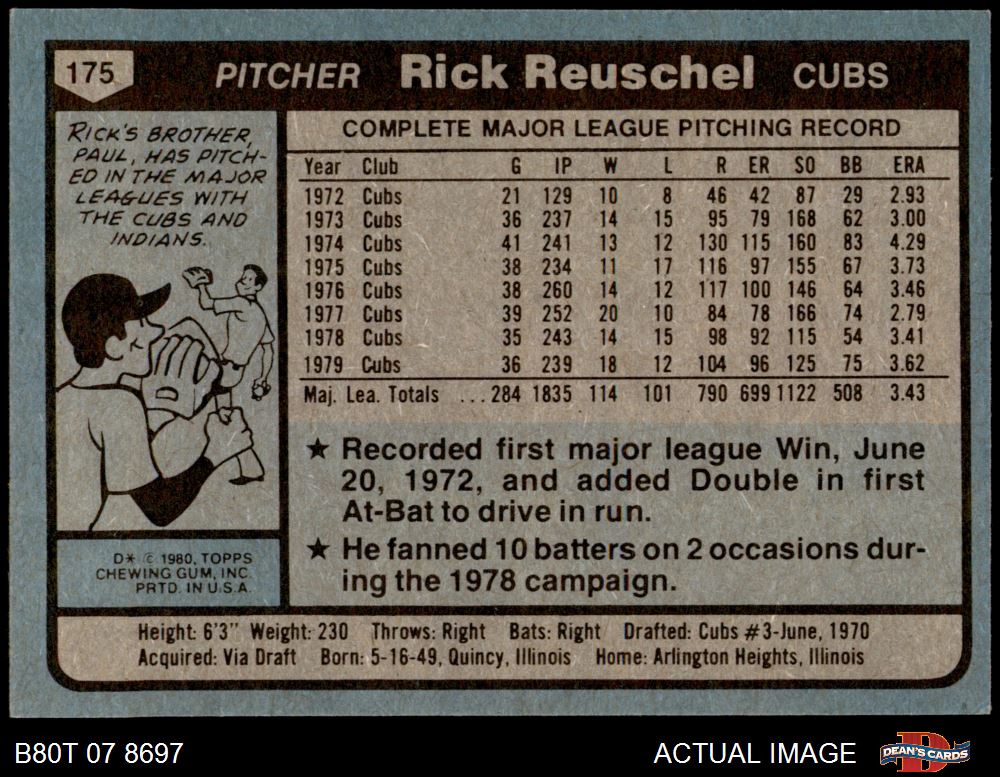 175 PITCHER Rick Reuschel CUBS
RICK'S BROTHER,
PAUL, HAS PITCH-
ED IN THE MAJOR
LEAGUES WITH
THE CUBS AND
INDIANS.
D* © 1980, TOPPS
CHEWING GUM, INC.
PRTD. IN U.S.A.
COMPLETE MAJOR LEAGUE PITCHING RECORD
Year Club G IP W L R ER SO BB ERA
1972 Cubs 21 129 10 8 46 42 87 29 2.93
1973 Cubs 36 237 14 15 95 79 168 62 3.00
1974 Cubs 41 241 13 12 130 115 160 83 4.29
1975 Cubs 38 234 11 17 116 97 155 67 3.73
1976 Cubs 38 260 14 12 117 100 146 64 3.46
1977 Cubs 39 252 20 10 84 78 166 74 2.79
1978 Cubs 35 243 14 15 98 92 115 54 3.41
1979 Cubs 36 239 18 12 104 96 125 75 3.62
Maj. Lea. Totals ...284 1835 114 101 790 699 1122 508 3.43
★ Recorded first major league Win, June
20, 1972, and added Double in first
At-Bat to drive in run.
★ He fanned 10 batters on 2 occasions dur-
ing the 1978 campaign.
Height: 6'3" Weight: 230 Throws: Right Bats: Right Drafted: Cubs #3-June, 1970
Acquired: Via Draft Born: 5-16-49, Quincy, Illinois Home: Arlington Heights, Illinois
B80T 07 8697 ACTUAL IMAGE DEAN'S CARDS